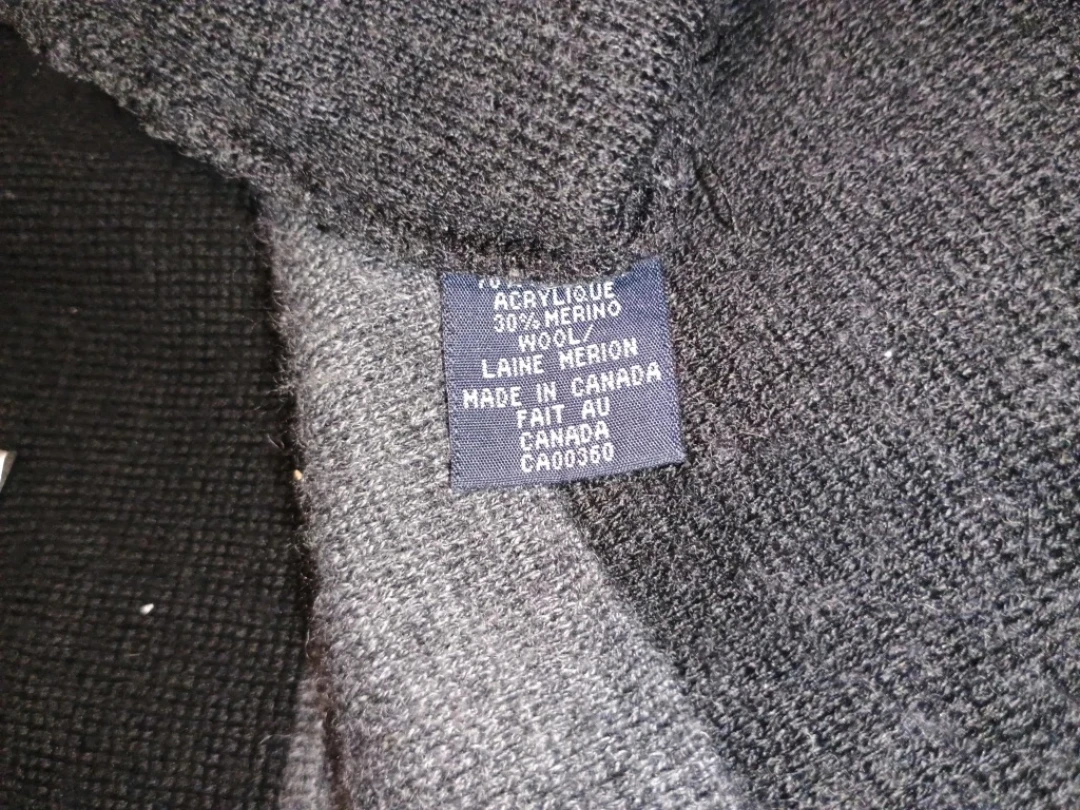 ACRYLIQUE
30% MERINO
WOOL/
LAINE MERION
MADE IN CANADA
FAIT AU
CANADA
CA00360